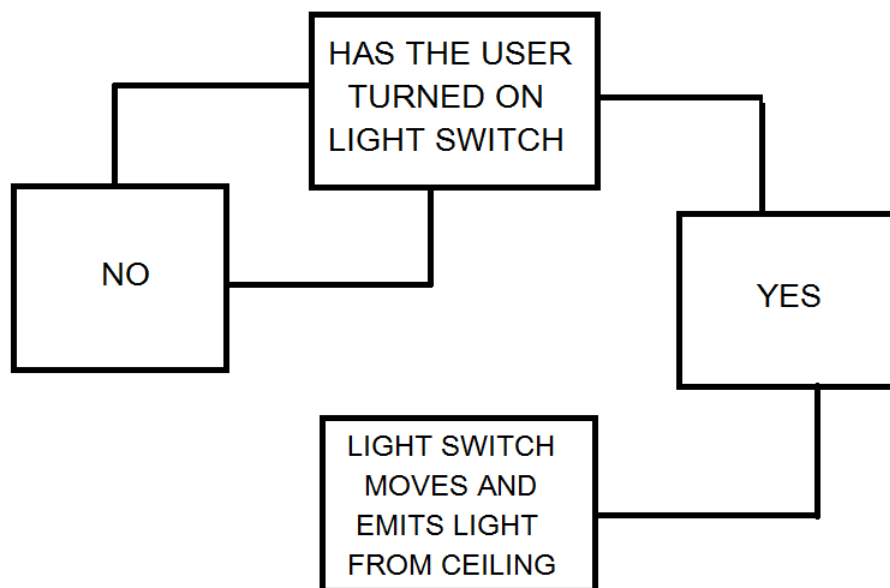 HAS THE USER
TURNED ON
LIGHT SWITCH
NO
YES
LIGHT SWITCH
MOVES AND
EMITS LIGHT
FROM CEILING